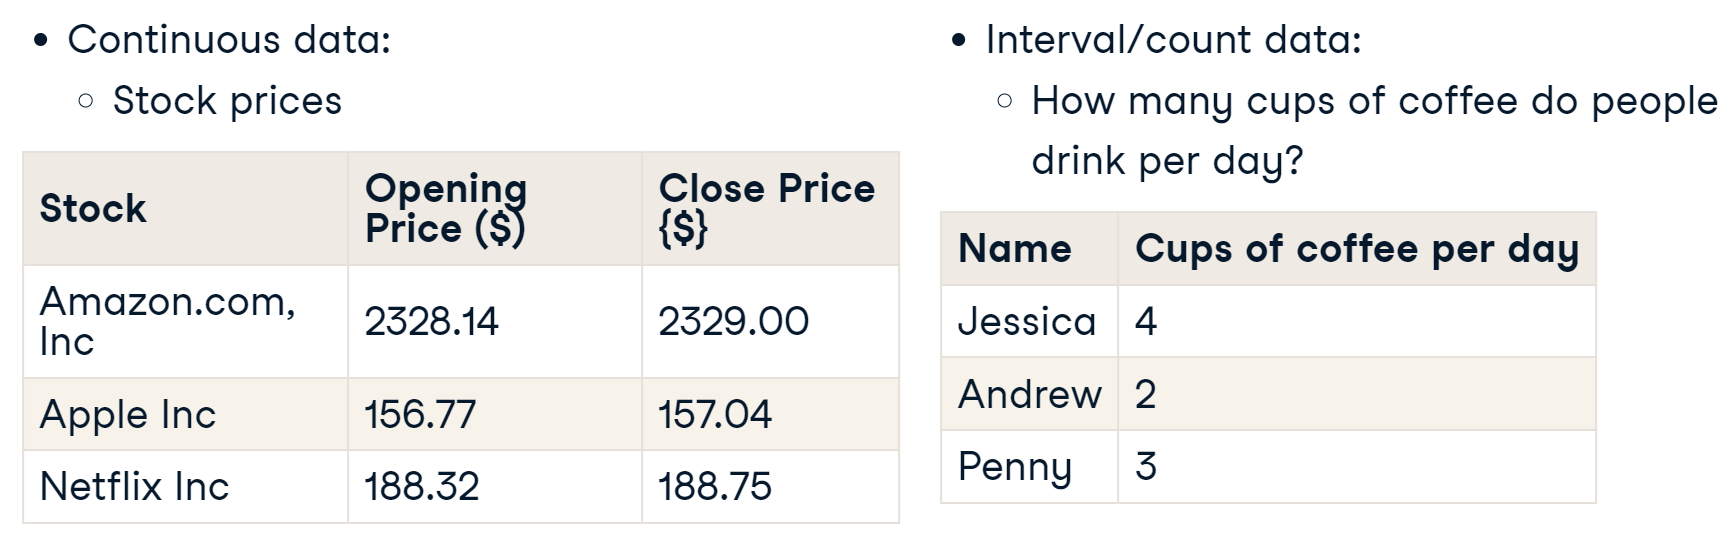 • Continuous data:
○ Stock prices
Stock | Opening Price ($) | Close Price {$}
Amazon.com, Inc | 2328.14 | 2329.00
Apple Inc | 156.77 | 157.04
Netflix Inc | 188.32 | 188.75
• Interval/count data:
○ How many cups of coffee do people
drink per day?
Name | Cups of coffee per day
Jessica | 4
Andrew | 2
Penny | 3